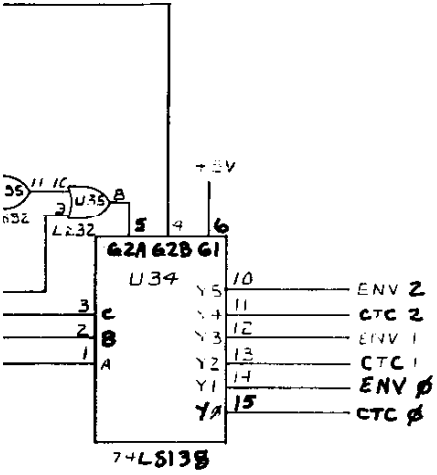 +5V
35 11 10 U35 8
LS32 9 LS32 5 4 6
G2A G2B G1
U34
Y5 10 ENV 2
3 C Y4 11 CTC 2
2 B Y3 12 ENV 1
1 A Y2 13 CTC 1
Y1 14 ENV Ø
YØ 15 CTC Ø
74LS138